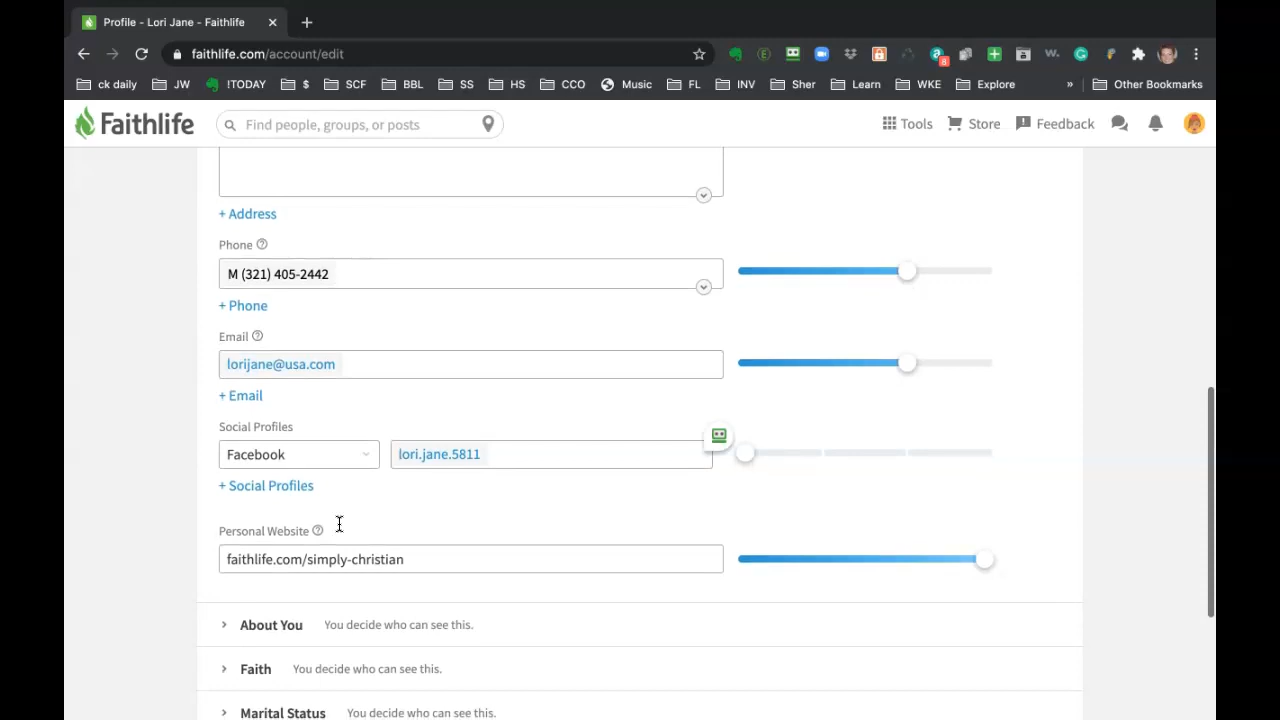 Profile - Lori Jane - Faithlife
faithlife.com/account/edit
8
ck daily JW !TODAY $ SCF BBL SS HS CCO Music FL INV Sher Learn WKE Explore » Other Bookmarks
Faithlife Find people, groups, or posts Tools Store Feedback
+ Address
Phone
M (321) 405-2442
+ Phone
Email
lorijane@usa.com
+ Email
Social Profiles
Facebook lori.jane.5811
+ Social Profiles
Personal Website
faithlife.com/simply-christian
About You You decide who can see this.
Faith You decide who can see this.
Marital Status You decide who can see this.